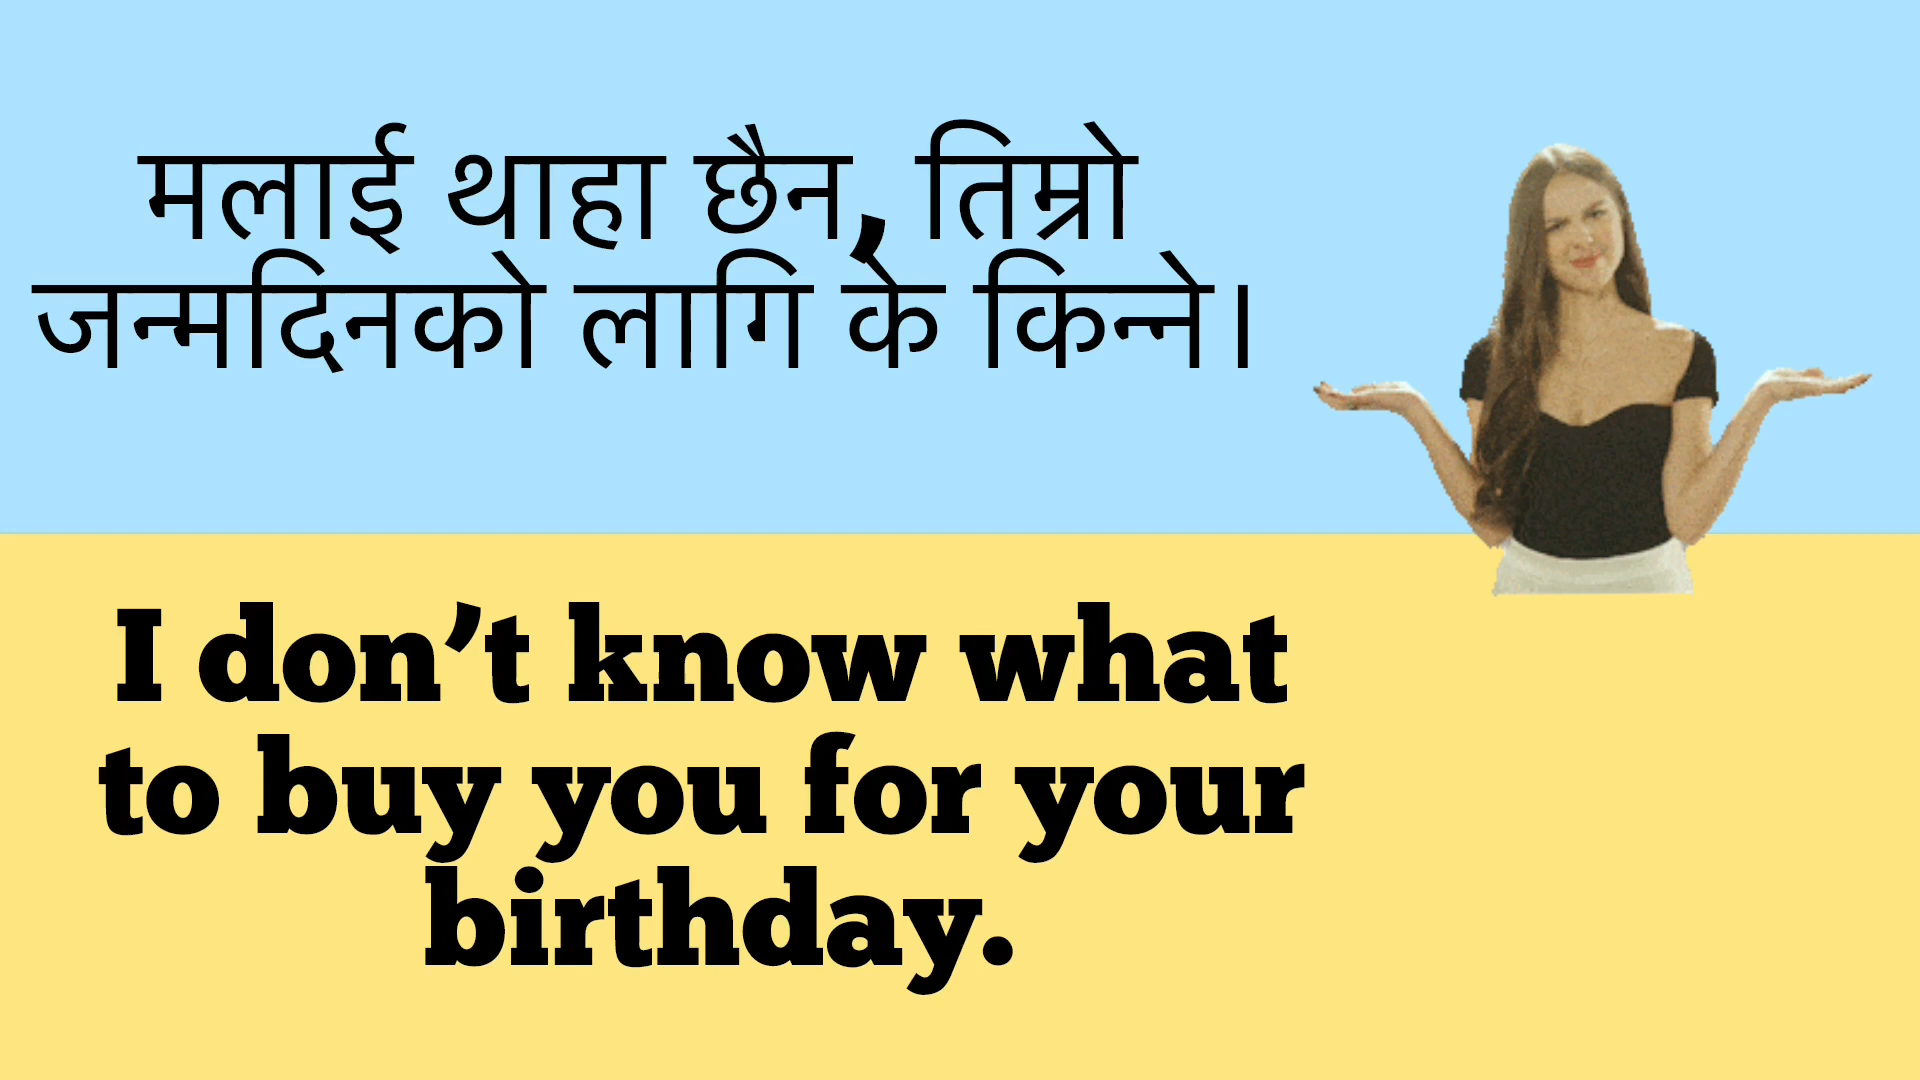 मलाई थाहा छैन, तिम्रो
जन्मदिनको लागि के किन्ने।
I don’t know what
to buy you for your
birthday.